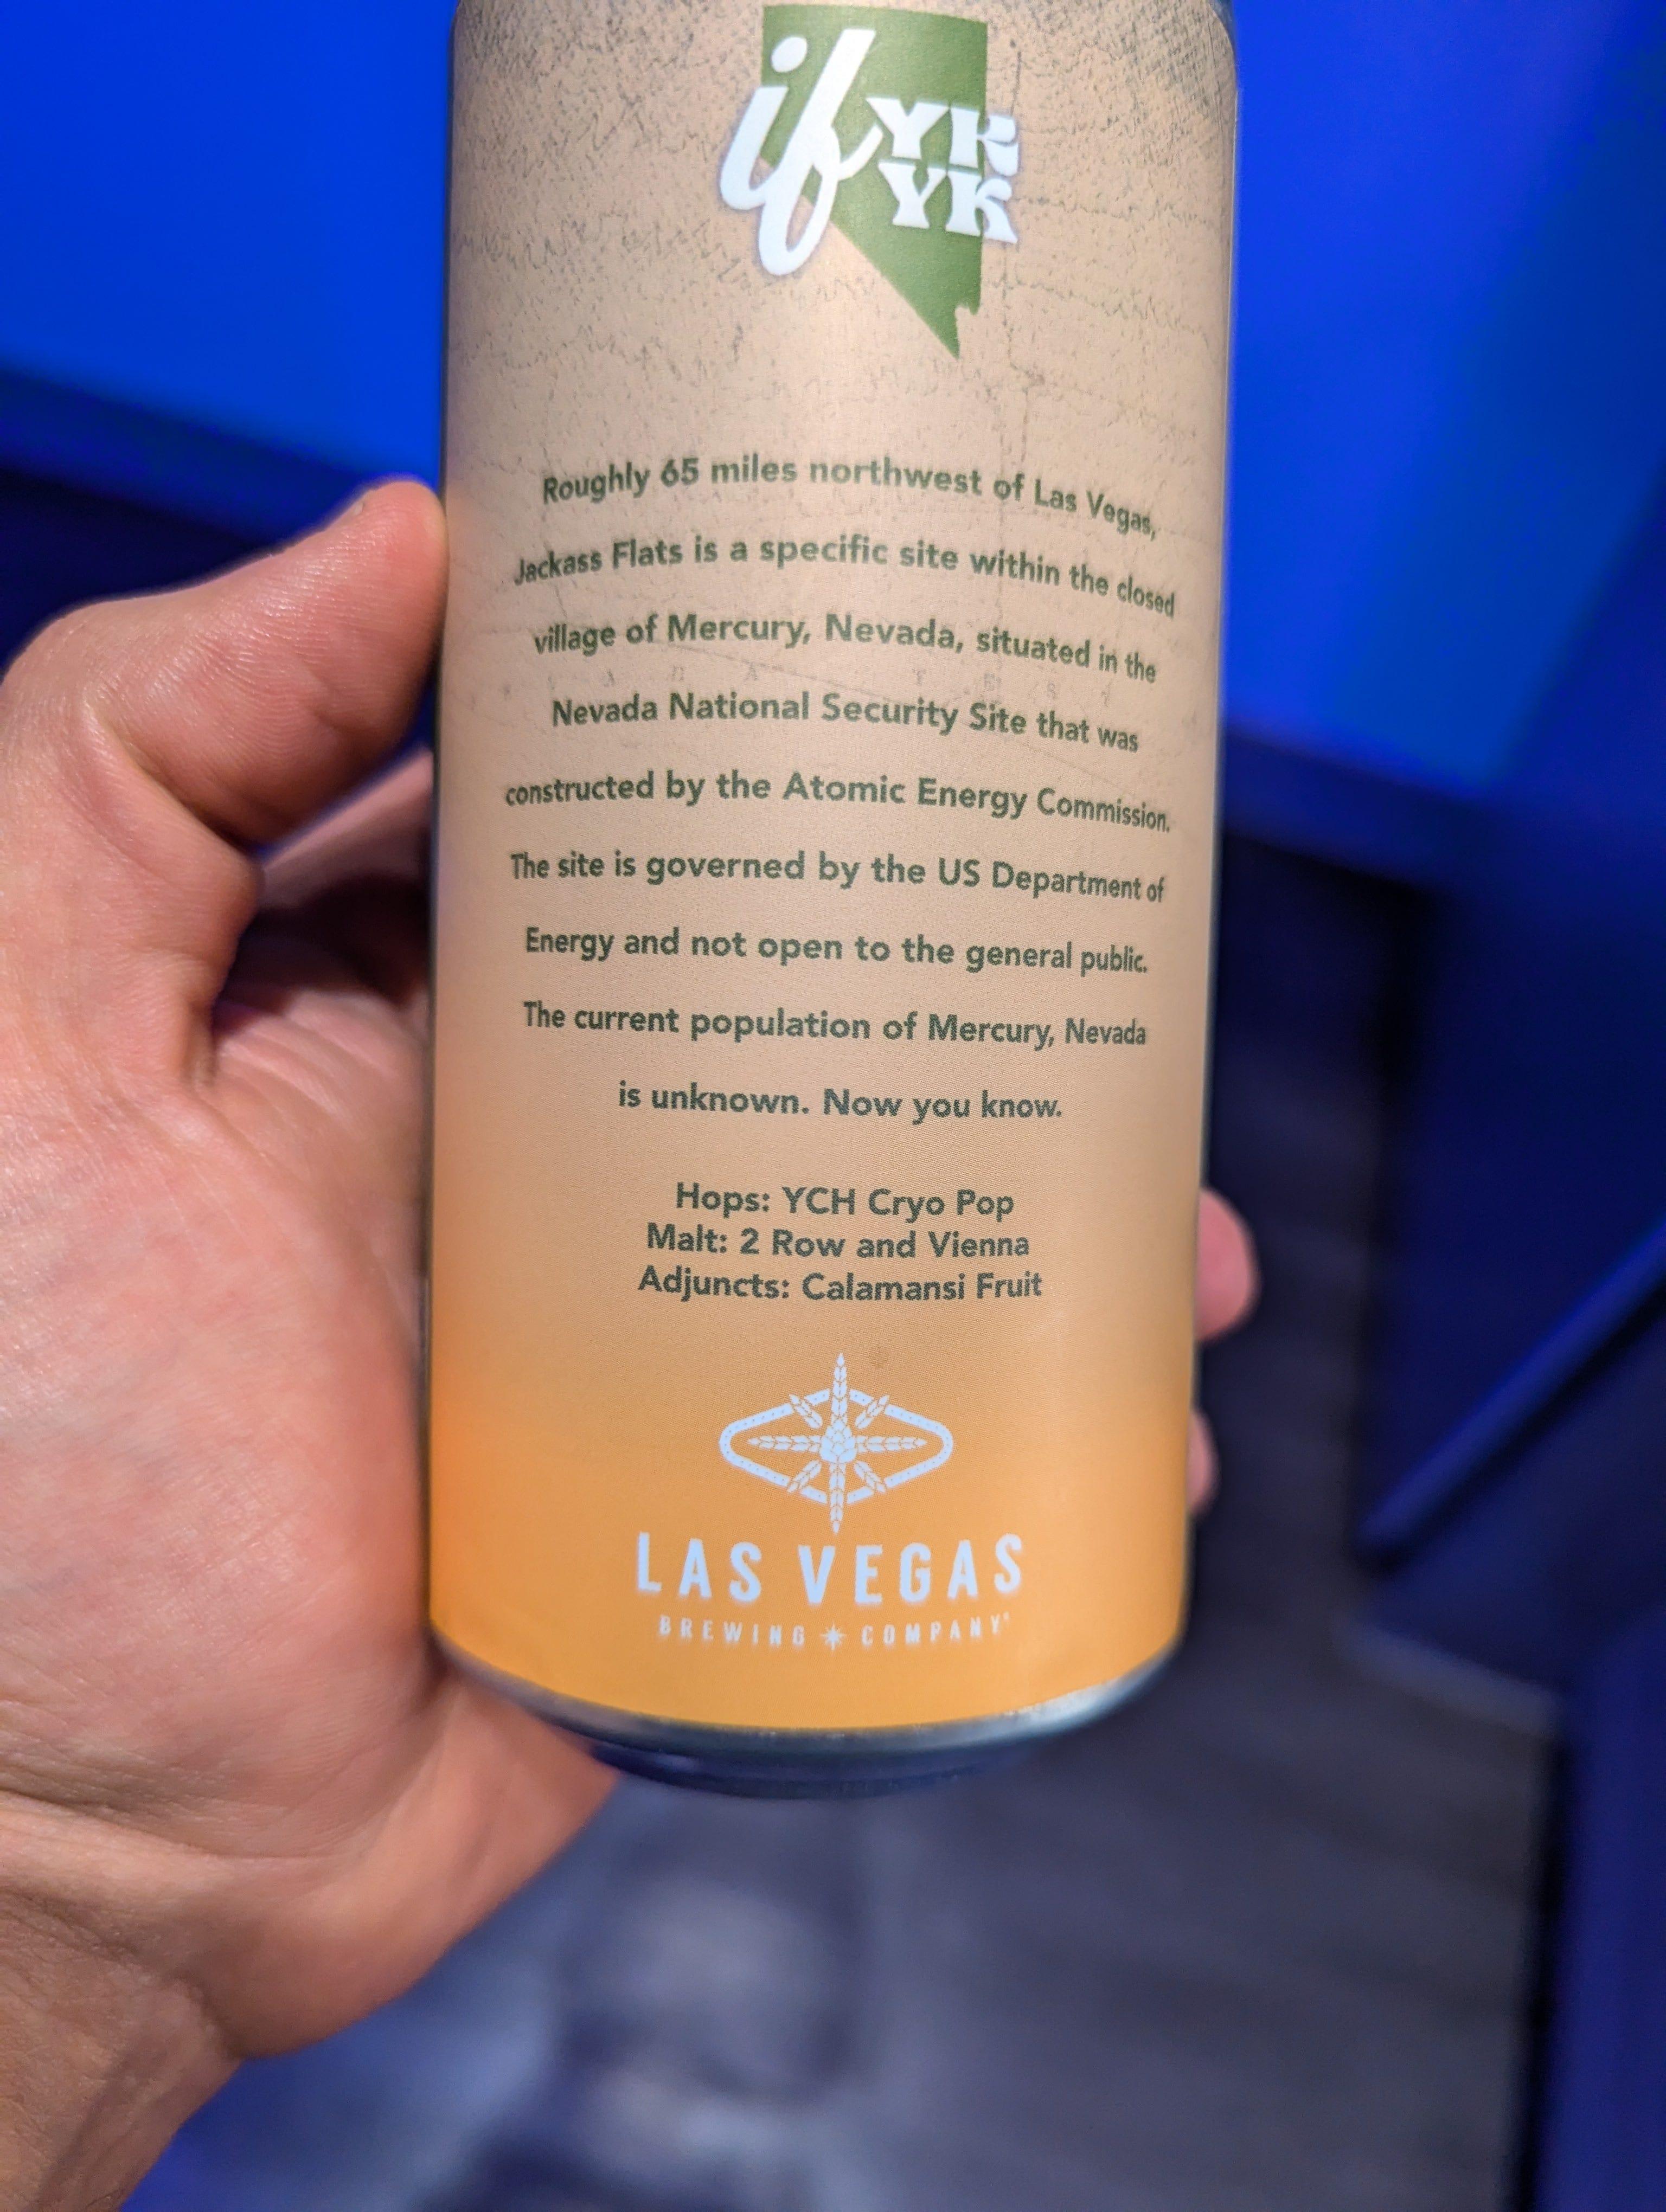 if YK
YK
Roughly 65 miles northwest of Las Vegas,
Jackass Flats is a specific site within the closed
village of Mercury, Nevada, situated in the
Nevada National Security Site that was
constructed by the Atomic Energy Commission.
The site is governed by the US Department of
Energy and not open to the general public.
The current population of Mercury, Nevada
is unknown. Now you know.
Hops: YCH Cryo Pop
Malt: 2 Row and Vienna
Adjuncts: Calamansi Fruit
LAS VEGAS
BREWING COMPANY